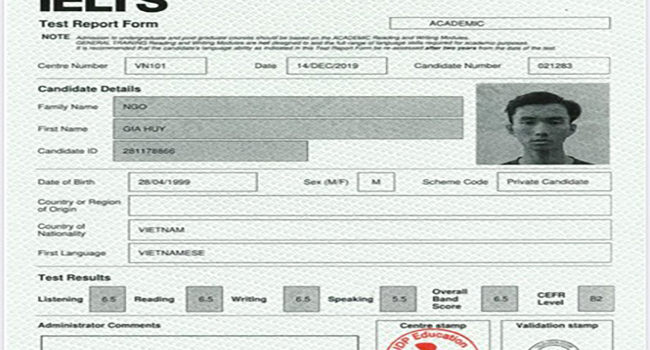 IELTS
Test Report Form
ACADEMIC
NOTE Admission to undergraduate and post graduate courses should be based on the ACADEMIC Reading and Writing Modules.
GENERAL TRAINING Reading and Writing Modules are not designed to test the full range of language skills required for academic purposes.
It is recommended that the candidate's language ability as indicated in this Test Report Form be re-assessed after two years from the date of the test.
Centre Number VN101 Date 14/DEC/2019 Candidate Number 021283
Candidate Details
Family Name NGO
First Name GIA HUY
Candidate ID 281178866
Date of Birth 28/04/1999 Sex (M/F) M Scheme Code Private Candidate
Country or Region
of Origin
Country of
Nationality VIETNAM
First Language VIETNAMESE
Test Results
Listening 6.5 Reading 6.5 Writing 6.5 Speaking 5.5 Overall Band Score 6.5 CEFR Level B2
Administrator Comments
Centre stamp
Validation stamp
IDP Education